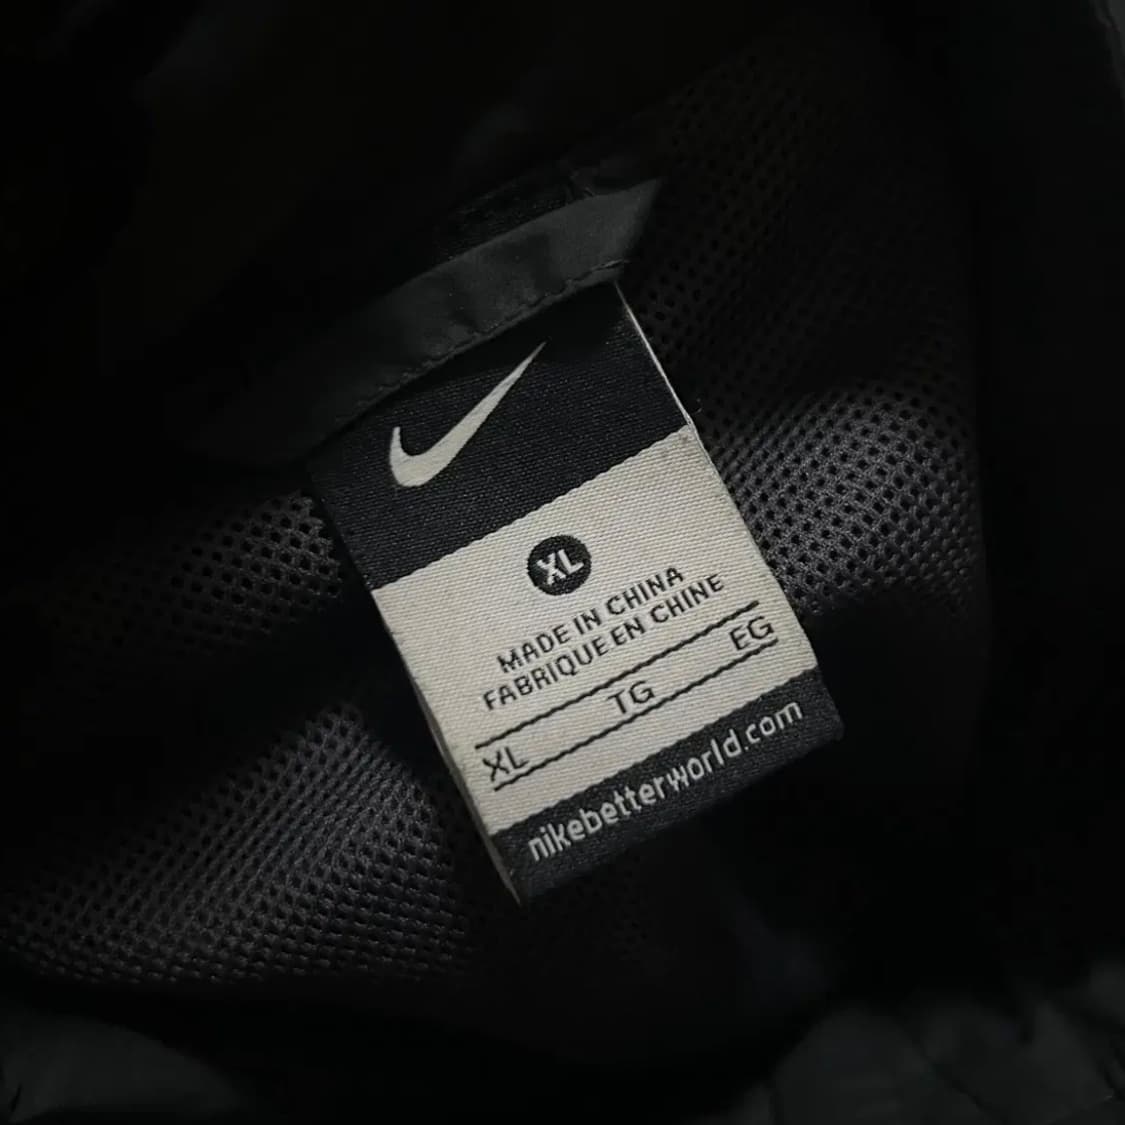 XL
MADE IN CHINA
FABRIQUE EN CHINE
XL TG EG
nikebetterworld.com